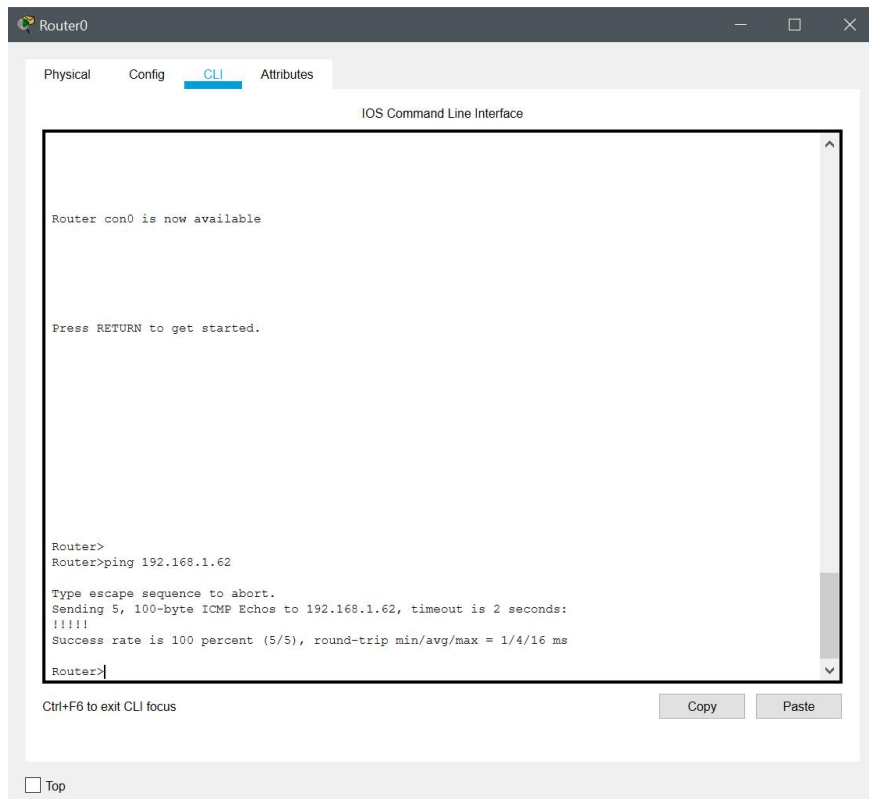 Router0
Physical Config CLI Attributes
IOS Command Line Interface
Router con0 is now available
Press RETURN to get started.
Router>
Router>ping 192.168.1.62
Type escape sequence to abort.
Sending 5, 100-byte ICMP Echos to 192.168.1.62, timeout is 2 seconds:
!!!!!
Success rate is 100 percent (5/5), round-trip min/avg/max = 1/4/16 ms
Router>
Ctrl+F6 to exit CLI focus
Copy Paste
Top